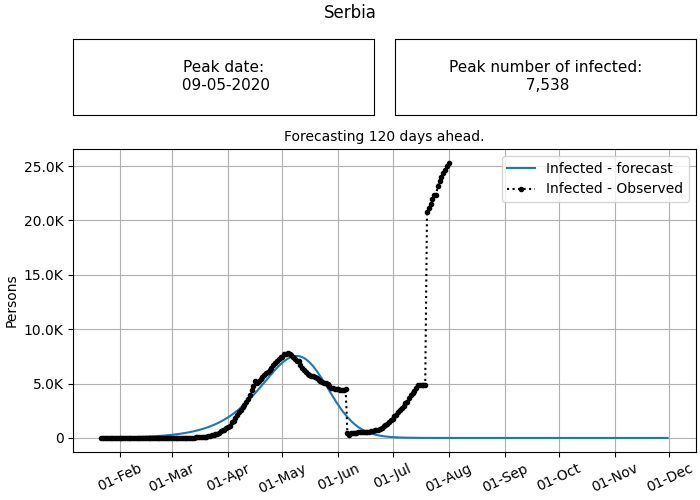 Serbia
Peak date:
09-05-2020
Peak number of infected:
7,538
Forecasting 120 days ahead.
Infected - forecast
Infected - Observed
Persons
25.0K
20.0K
15.0K
10.0K
5.0K
0
01-Feb
01-Mar
01-Apr
01-May
01-Jun
01-Jul
01-Aug
01-Sep
01-Oct
01-Nov
01-Dec